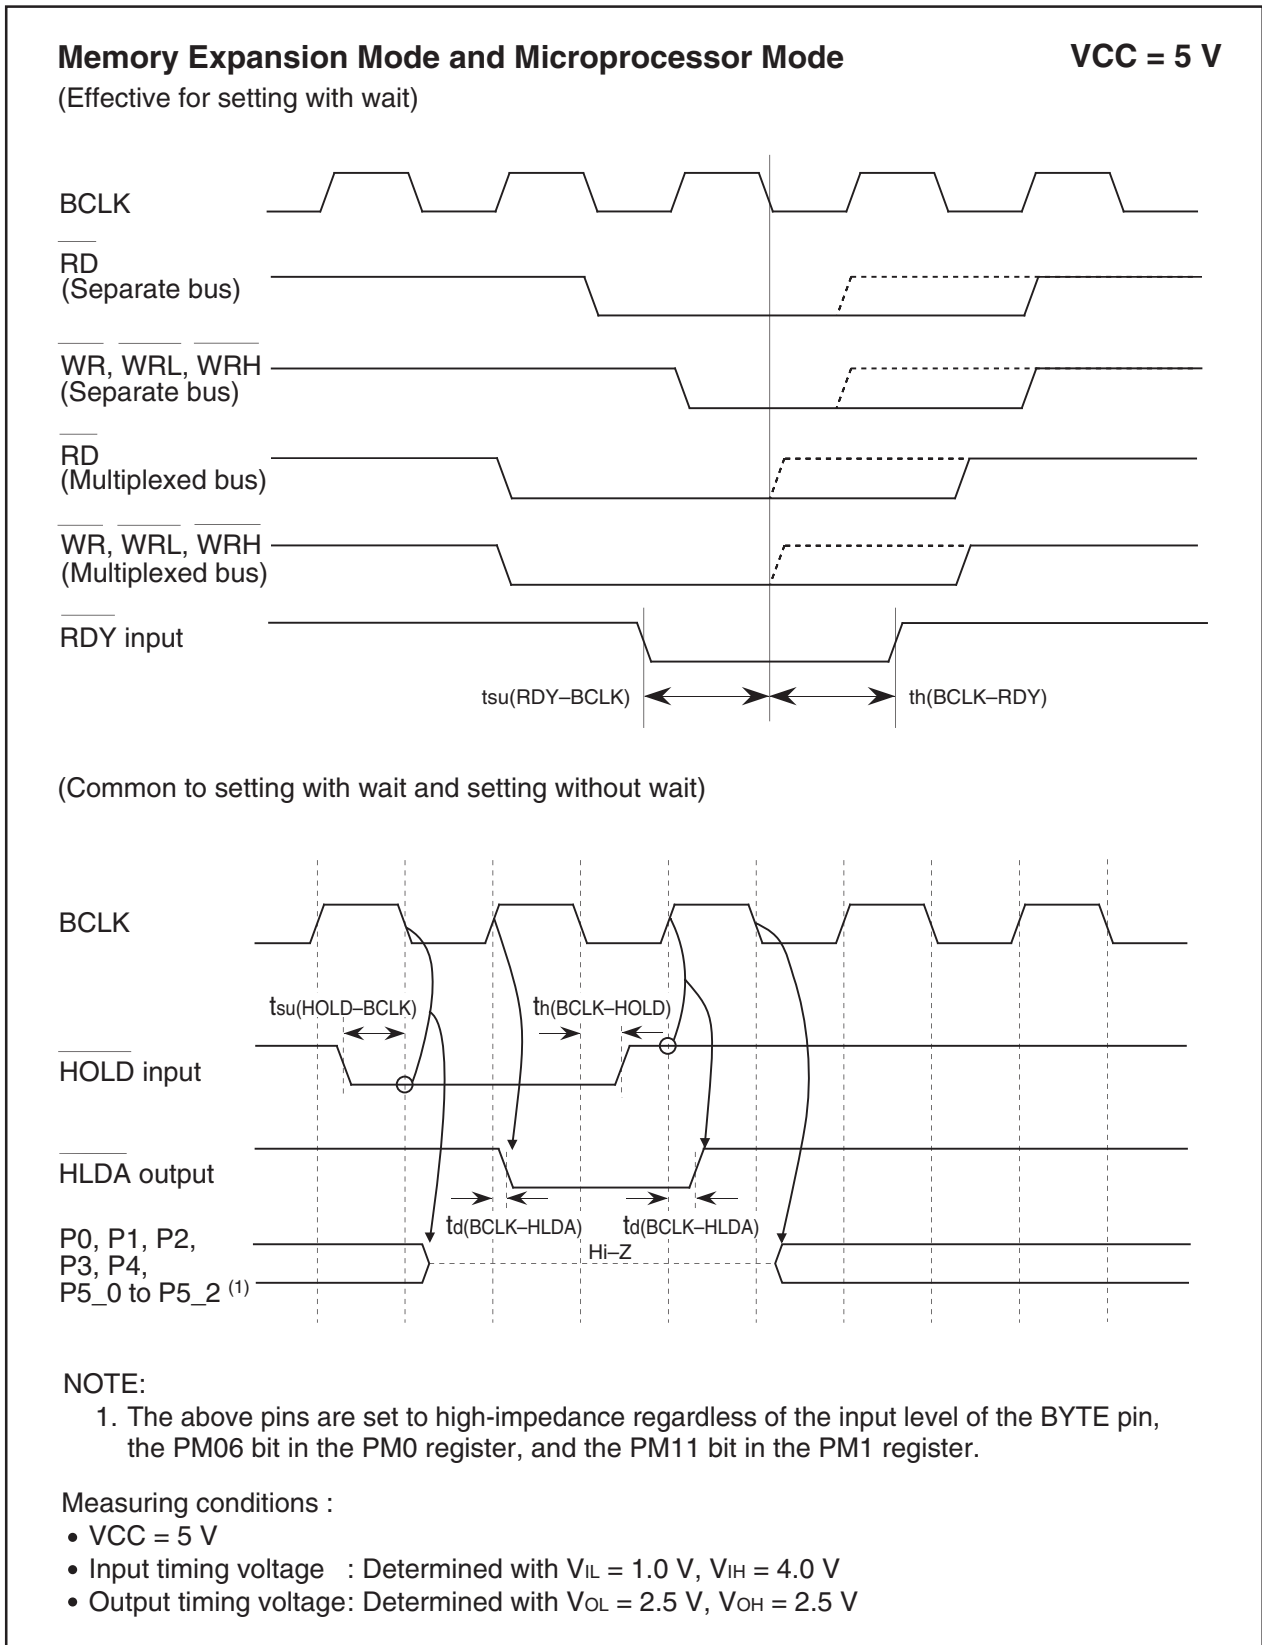 Memory Expansion Mode and Microprocessor Mode VCC = 5 V
(Effective for setting with wait)
BCLK
RD
(Separate bus)
WR, WRL, WRH
(Separate bus)
RD
(Multiplexed bus)
WR, WRL, WRH
(Multiplexed bus)
RDY input
tsu(RDY–BCLK) th(BCLK–RDY)
(Common to setting with wait and setting without wait)
BCLK
tsu(HOLD–BCLK) th(BCLK–HOLD)
HOLD input
HLDA output
td(BCLK–HLDA) td(BCLK–HLDA)
P0, P1, P2,
Hi–Z
P3, P4,
P5_0 to P5_2 (1)
NOTE:
1. The above pins are set to high-impedance regardless of the input level of the BYTE pin,
the PM06 bit in the PM0 register, and the PM11 bit in the PM1 register.
Measuring conditions :
• VCC = 5 V
• Input timing voltage : Determined with VIL = 1.0 V, VIH = 4.0 V
• Output timing voltage: Determined with VOL = 2.5 V, VOH = 2.5 V